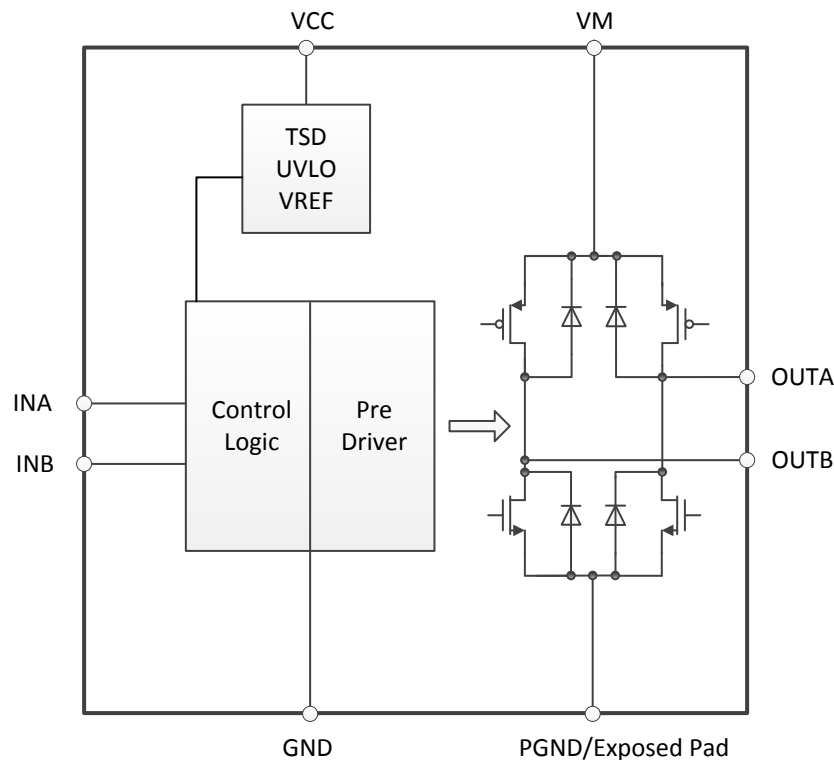 VCC
VM
TSD
UVLO
VREF
INA
INB
Control
Logic
Pre
Driver
OUTA
OUTB
GND
PGND/Exposed Pad